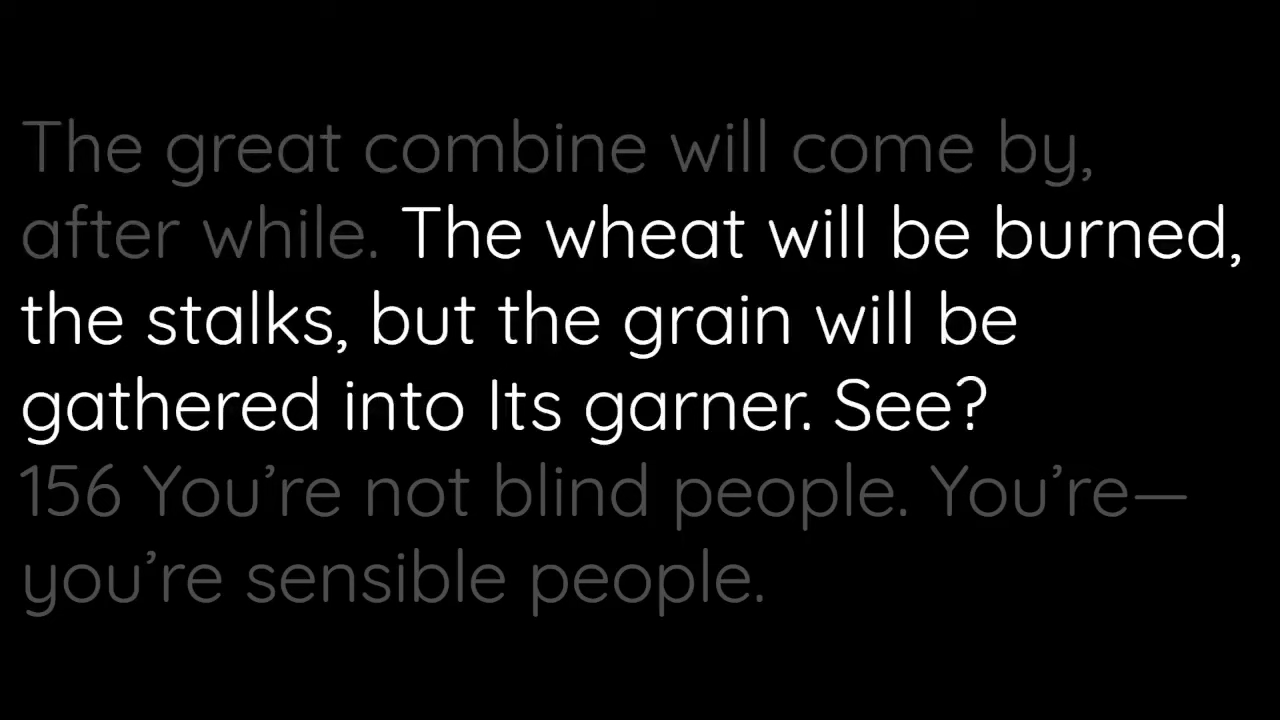 The great combine will come by,
after while. The wheat will be burned,
the stalks, but the grain will be
gathered into Its garner. See?
156 You’re not blind people. You’re—
you’re sensible people.